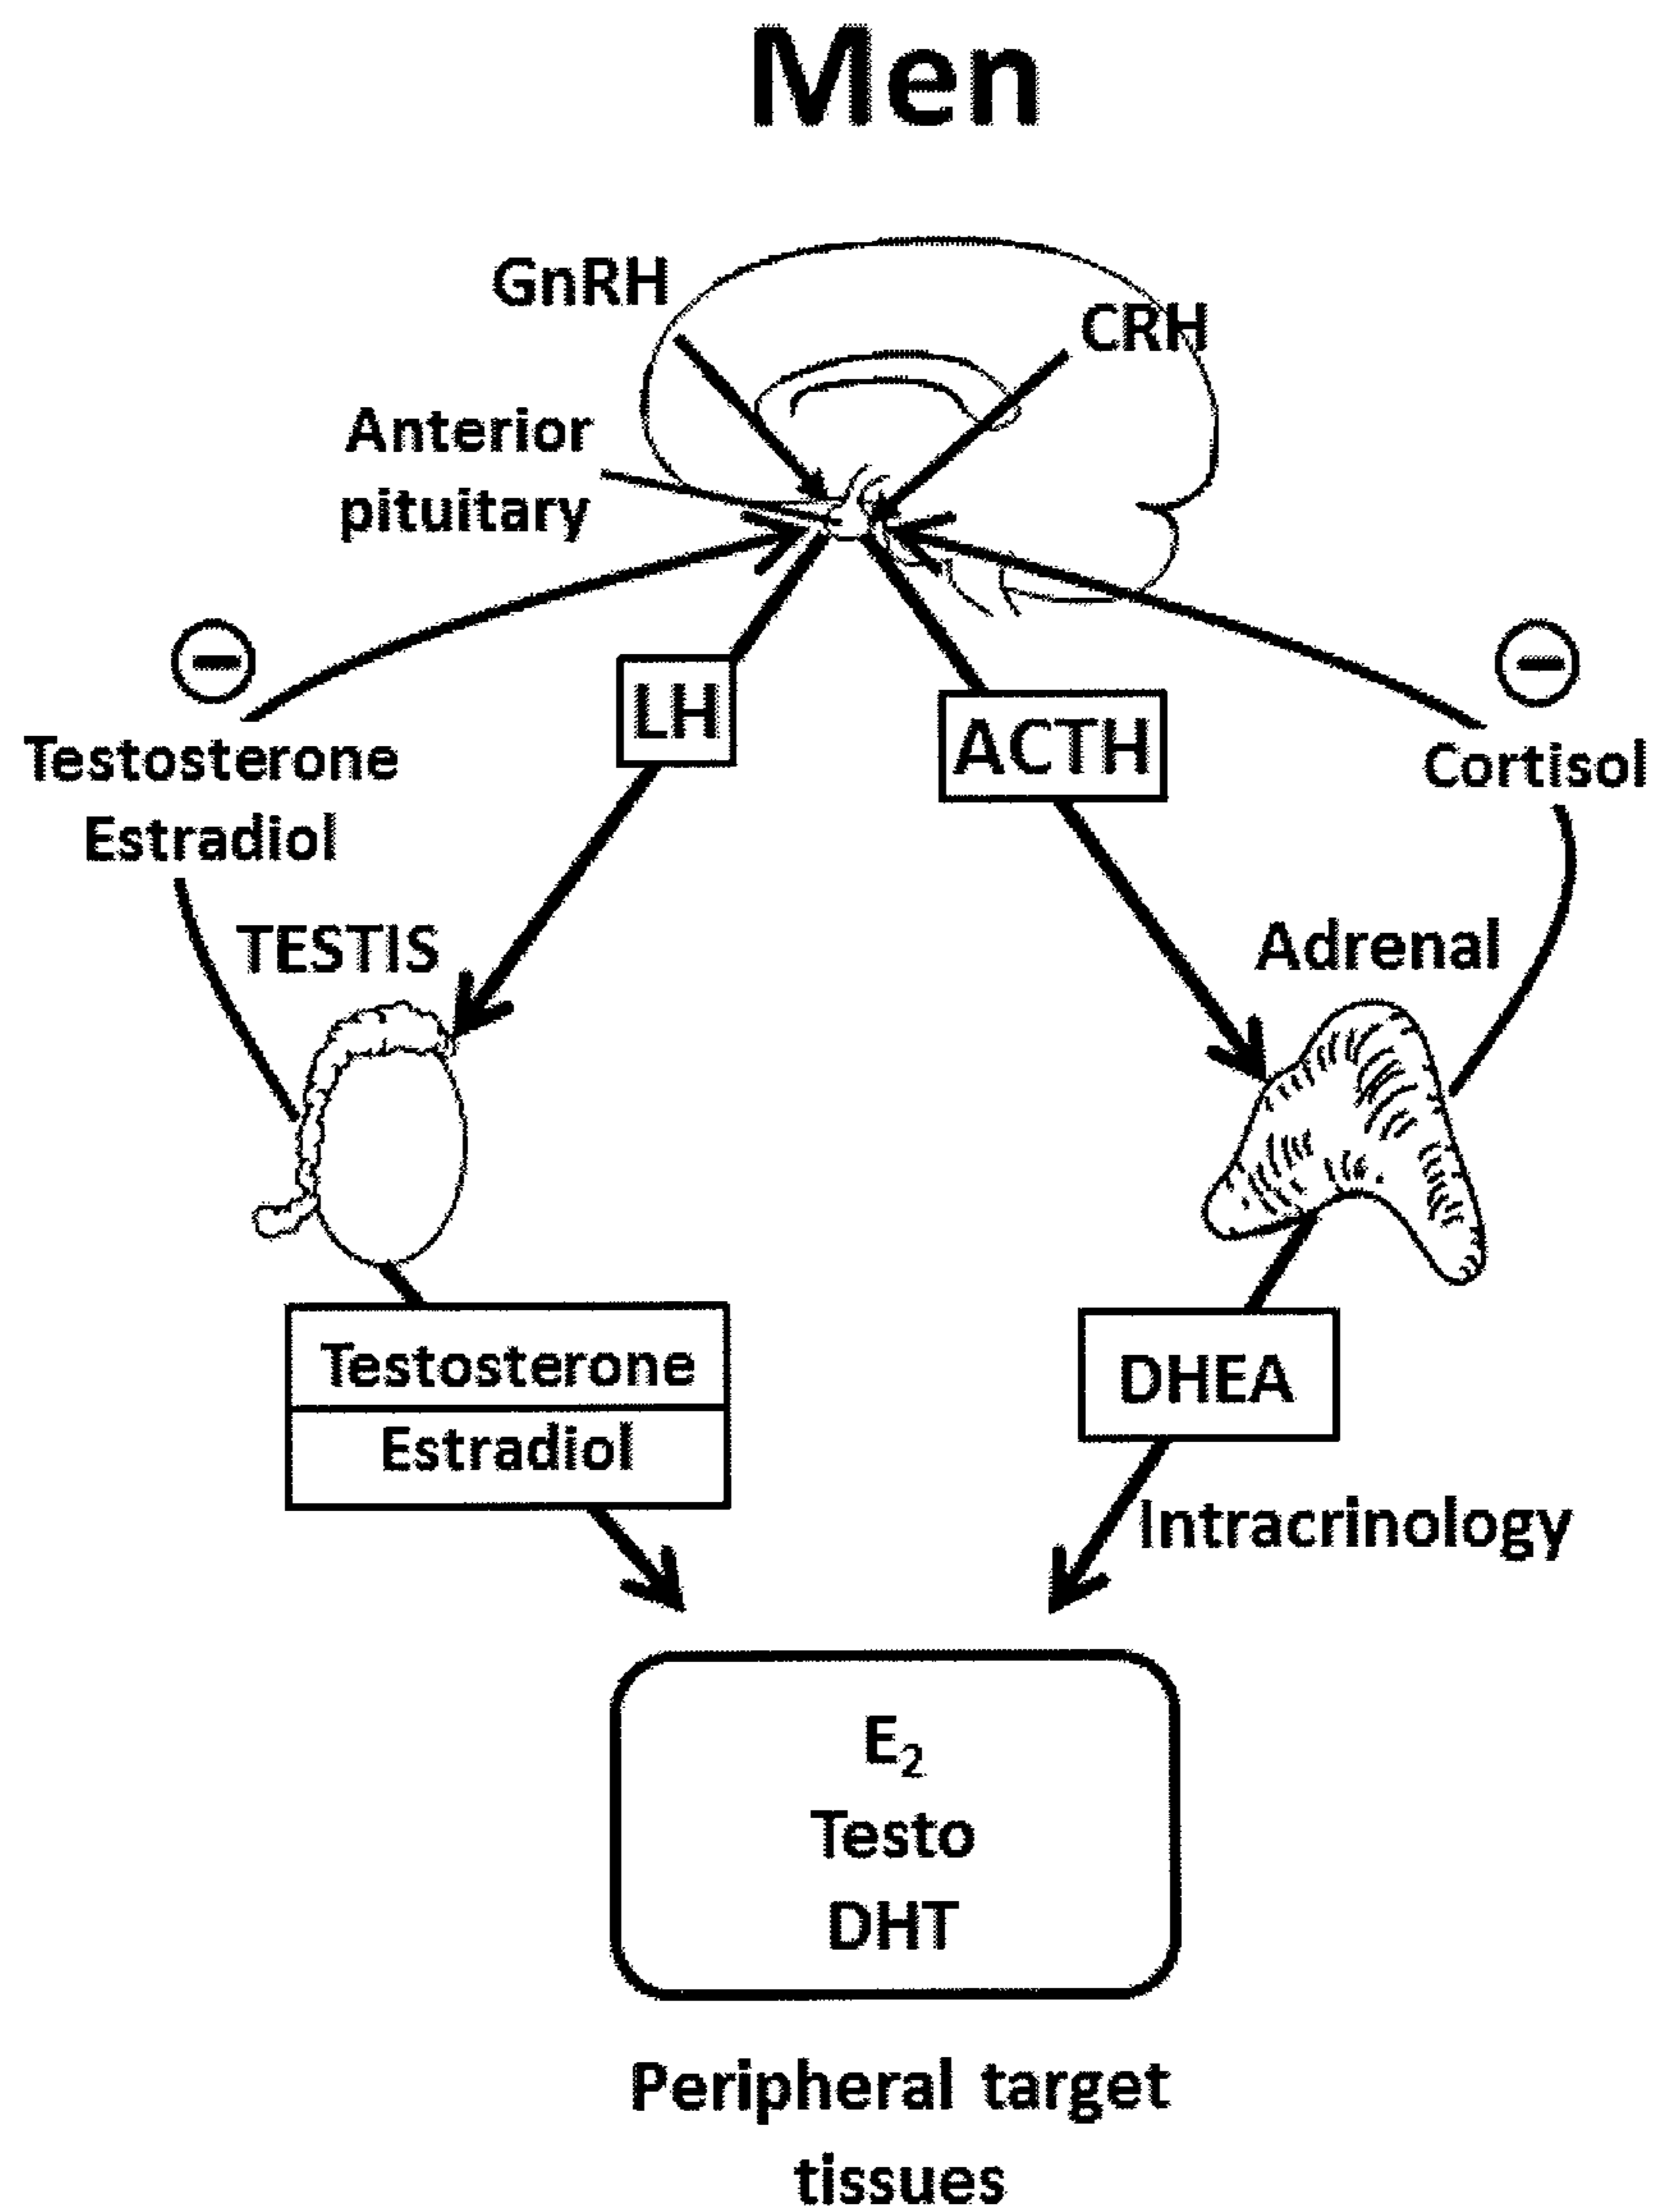 Men
GnRH
CRH
Anterior
pituitary
LH
ACTH
Testosterone
Estradiol
Cortisol
TESTIS
Adrenal
Testosterone
Estradiol
DHEA
Intracrinology
E₂
Testo
DHT
Peripheral target
tissues